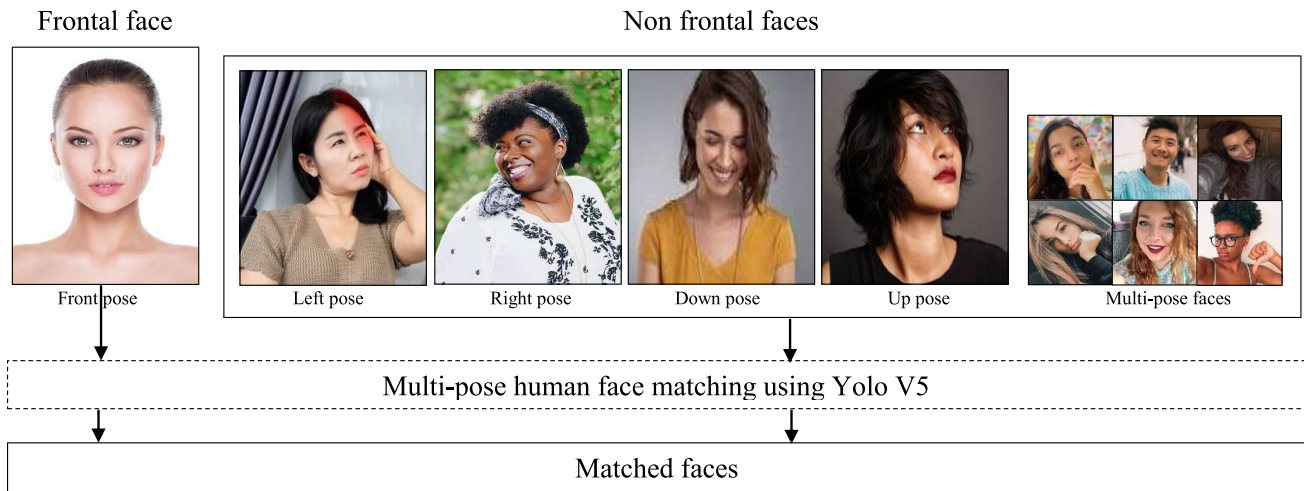 Frontal face
Non frontal faces
Front pose
Left pose
Right pose
Down pose
Up pose
Multi-pose faces
Multi-pose human face matching using Yolo V5
Matched faces